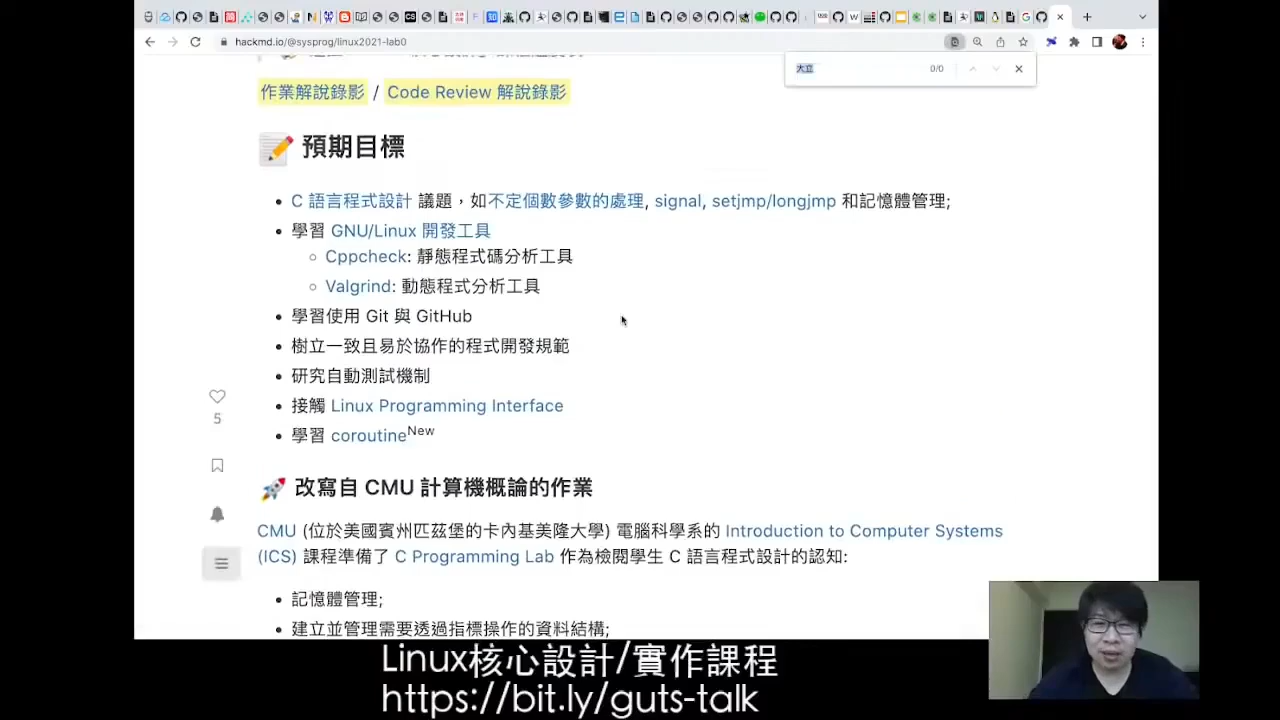 hackmd.io/@sysprog/linux2021-lab0
大立
0/0
作業解說錄影 / Code Review 解說錄影
預期目標
C 語言程式設計 議題，如不定個數參數的處理, signal, setjmp/longjmp 和記憶體管理;
學習 GNU/Linux 開發工具
Cppcheck: 靜態程式碼分析工具
Valgrind: 動態程式分析工具
學習使用 Git 與 GitHub
樹立一致且易於協作的程式開發規範
研究自動測試機制
接觸 Linux Programming Interface
學習 coroutineNew
5
改寫自 CMU 計算機概論的作業
CMU (位於美國賓州匹茲堡的卡內基美隆大學) 電腦科學系的 Introduction to Computer Systems
(ICS) 課程準備了 C Programming Lab 作為檢閱學生 C 語言程式設計的認知:
記憶體管理;
建立並管理需要透過指標操作的資料結構;
Linux核心設計/實作課程
https://bit.ly/guts-talk